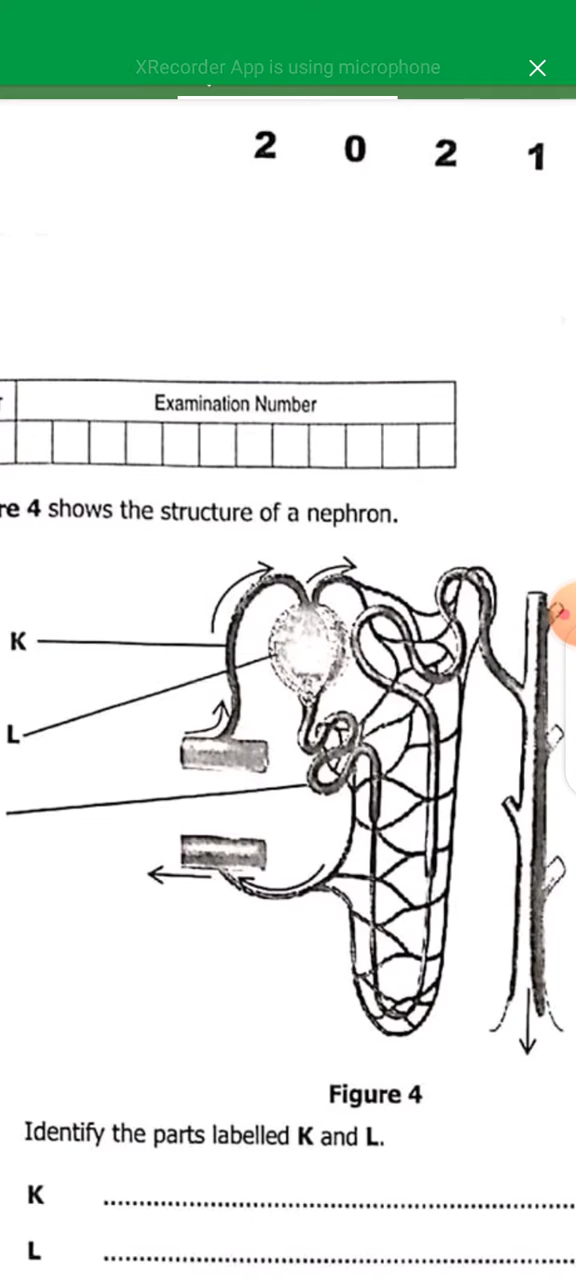 XRecorder App is using microphone
2 0 2 1
Examination Number
re 4 shows the structure of a nephron.
K
L
Figure 4
Identify the parts labelled K and L.
K ..........................................................
L ..........................................................